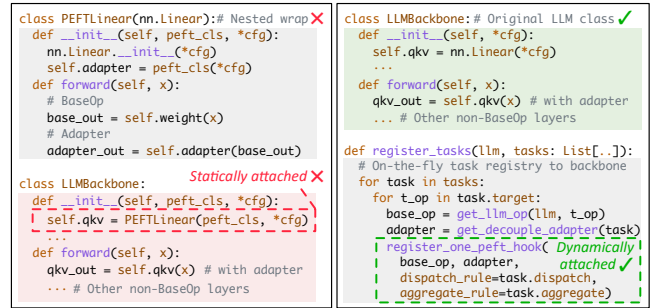 class PEFTLinear(nn.Linear):# Nested wrap ✕
def __init__(self, peft_cls, *cfg):
nn.Linear.__init__(*cfg)
self.adapter = peft_cls(*cfg)
def forward(self, x):
# BaseOp
base_out = self.weight(x)
# Adapter
adapter_out = self.adapter(base_out)
Statically attached ✕
class LLMBackbone:
def __init__(self, peft_cls, *cfg):
self.qkv = PEFTLinear(peft_cls, *cfg)
...
def forward(self, x):
qkv_out = self.qkv(x) # with adapter
... # Other non-BaseOp layers
class LLMBackbone: # Original LLM class ✓
def __init__(self, *cfg):
self.qkv = nn.Linear(*cfg)
...
def forward(self, x):
qkv_out = self.qkv(x) # with adapter
... # Other non-BaseOp layers
def register_tasks(llm, tasks: List[..]):
# On-the-fly task registry to backbone
for task in tasks:
for t_op in task.target:
base_op = get_llm_op(llm, t_op)
adapter = get_decouple_adapter(task)
register_one_peft_hook(
base_op, adapter,
dispatch_rule=task.dispatch,
aggregate_rule=task.aggregate)
Dynamically
attached ✓